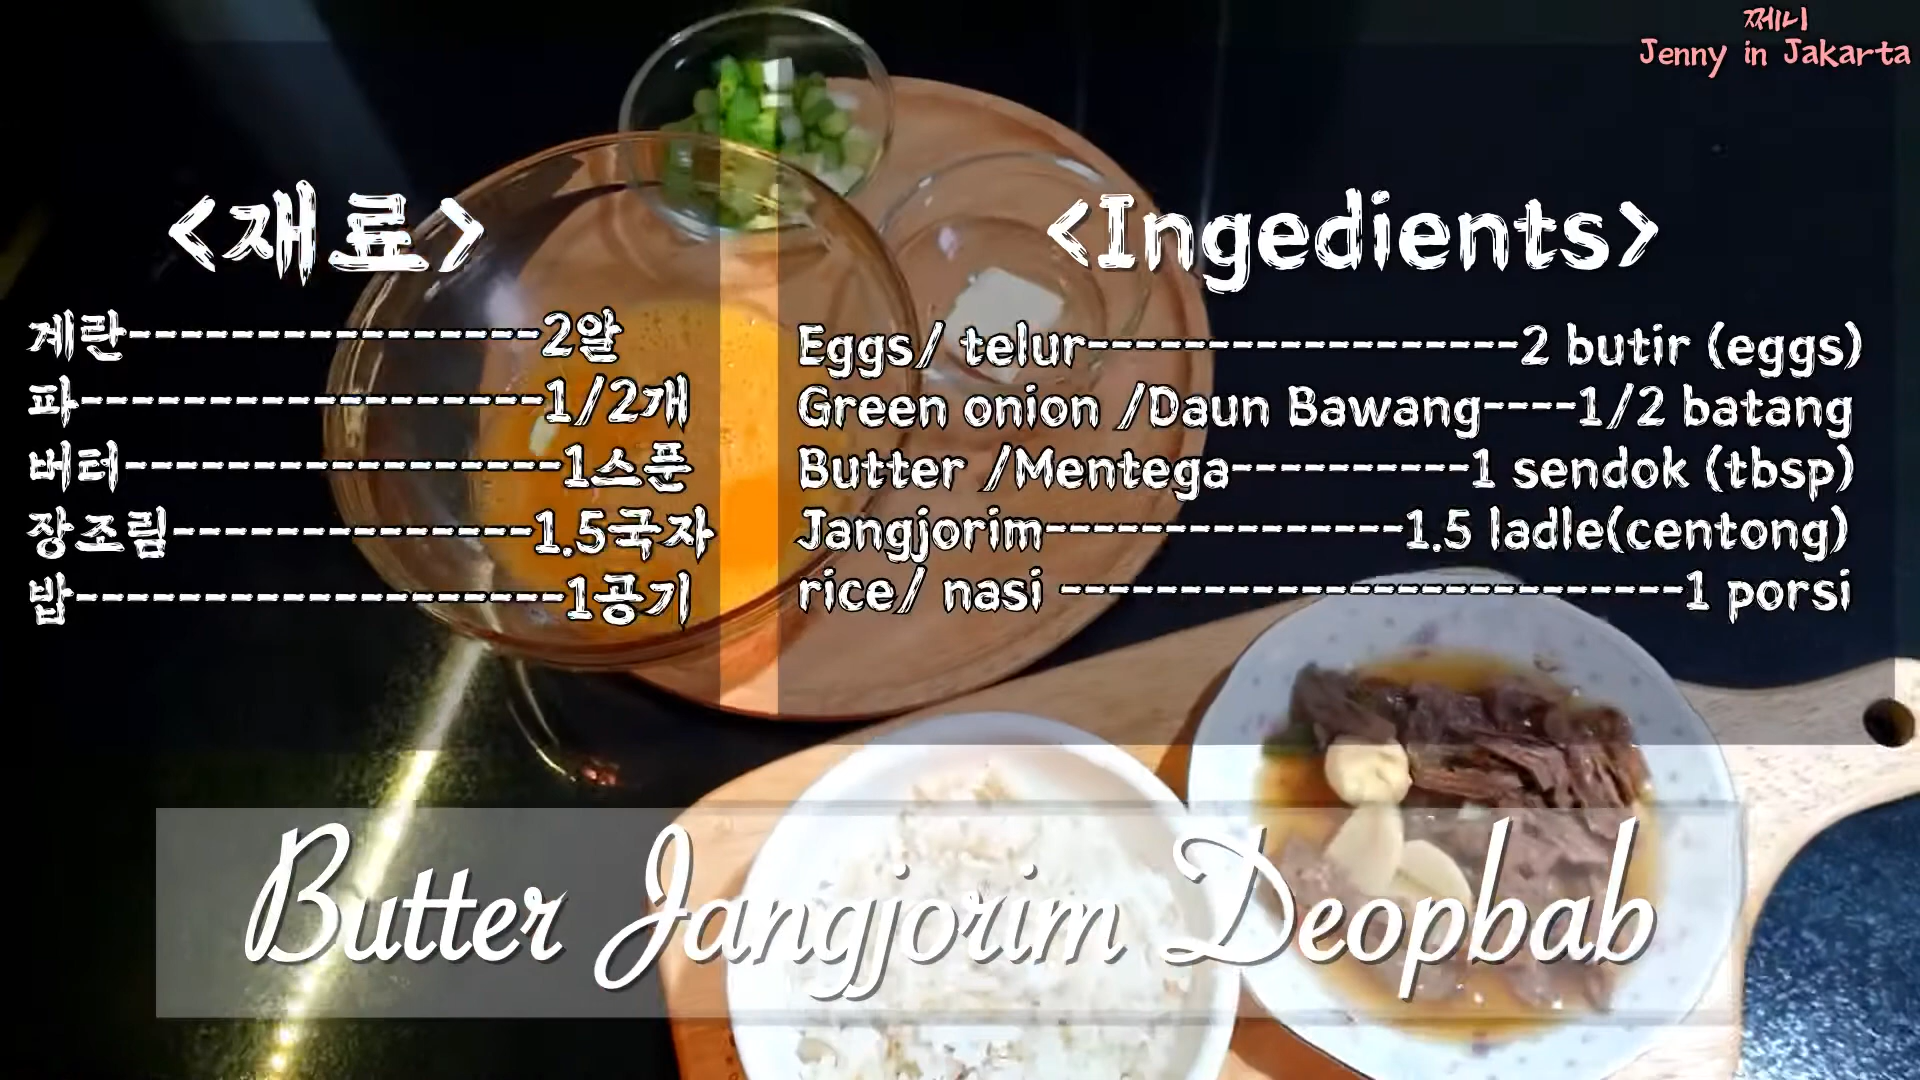 쩨니
Jenny in Jakarta
<재료>
계란-----------------2알
파-------------------1/2개
버터------------------1스푼
장조림---------------1.5국자
밥--------------------1공기
<Ingedients>
Eggs/ telur------------------2 butir (eggs)
Green onion /Daun Bawang----1/2 batang
Butter /Mentega----------1 sendok (tbsp)
Jangjorim---------------1.5 ladle(centong)
rice/ nasi --------------------------1 porsi
Butter Jangjorim Deopbab